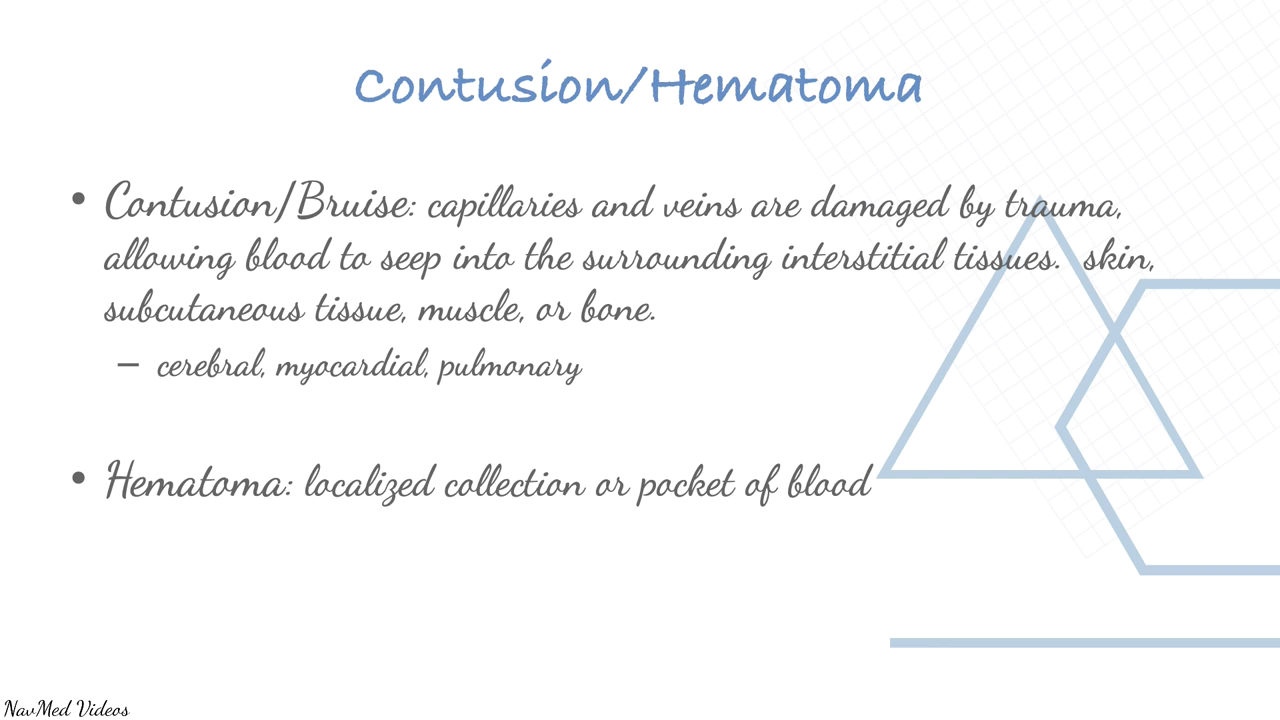 Contusion/Hematoma
• Contusion/Bruise: capillaries and veins are damaged by trauma,
allowing blood to seep into the surrounding interstitial tissues.  skin,
subcutaneous tissue, muscle, or bone.
– cerebral, myocardial, pulmonary
• Hematoma: localized collection or pocket of blood
NavMed Videos